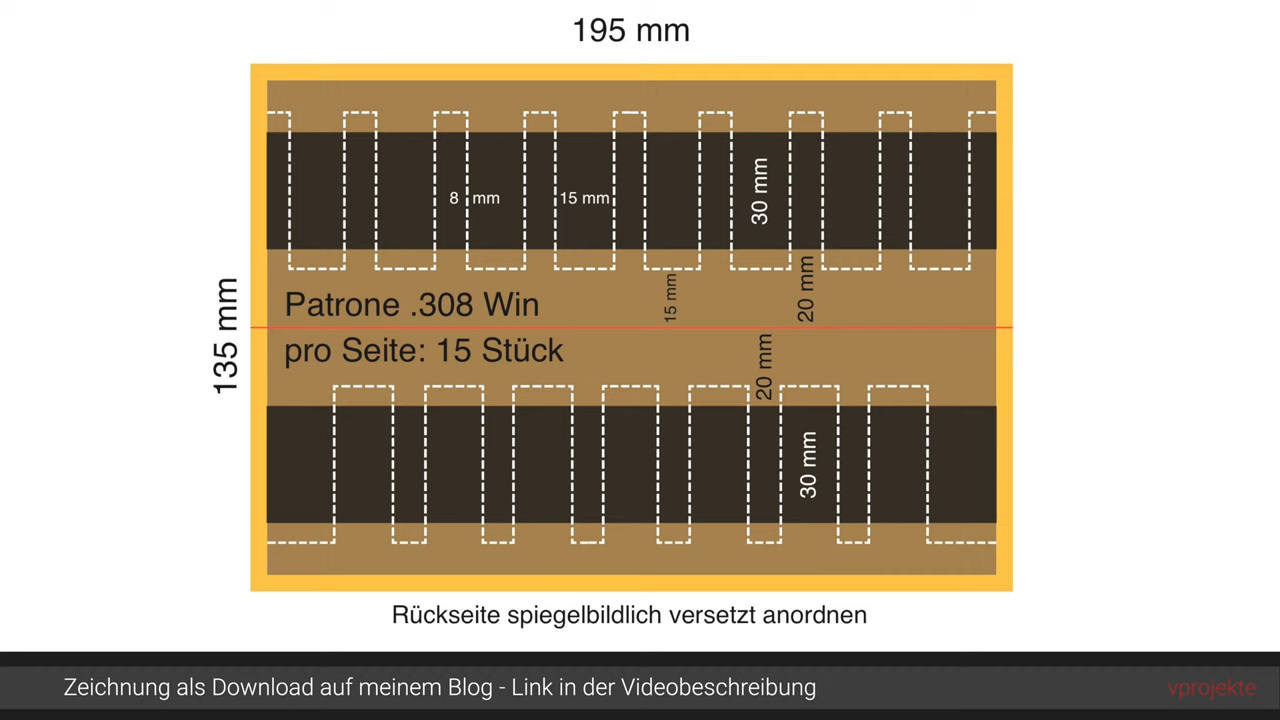 195 mm
8 mm
15 mm
30 mm
15 mm
20 mm
135 mm
Patrone .308 Win
pro Seite: 15 Stück
20 mm
30 mm
Rückseite spiegelbildlich versetzt anordnen
Zeichnung als Download auf meinem Blog - Link in der Videobeschreibung
vprojekte